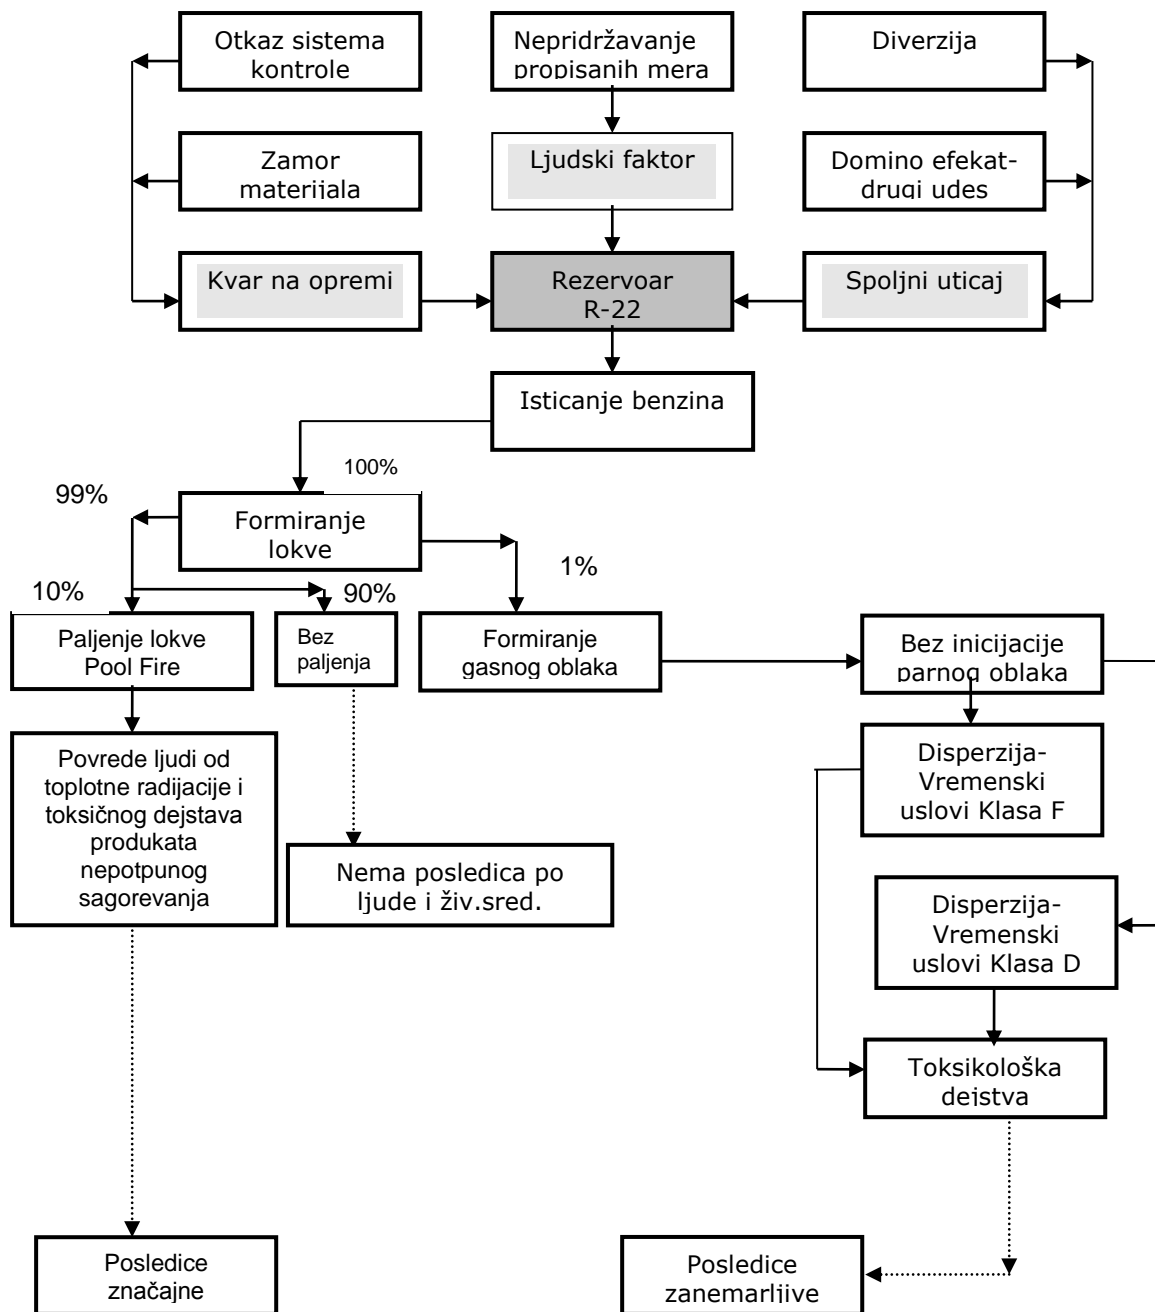 Otkaz sistema
kontrole
Nepridržavanje
propisanih mera
Diverzija
Zamor
materijala
Ljudski faktor
Domino efekat-
drugi udes
Kvar na opremi
Rezervoar
R-22
Spoljni uticaj
Isticanje benzina
100%
99%
Formiranje
lokve
1%
10%
90%
Paljenje lokve
Pool Fire
Bez
paljenja
Formiranje
gasnog oblaka
Bez inicijacije
parnog oblaka
Povrede ljudi od
toplotne radijacije i
toksičnog dejstava
produkata
nepotpunog
sagorevanja
Disperzija-
Vremenski
uslovi Klasa F
Nema posledica po
ljude i živ.sred.
Disperzija-
Vremenski
uslovi Klasa D
Toksikološka
dejstva
Posledice
značajne
Posledice
zanemarljive